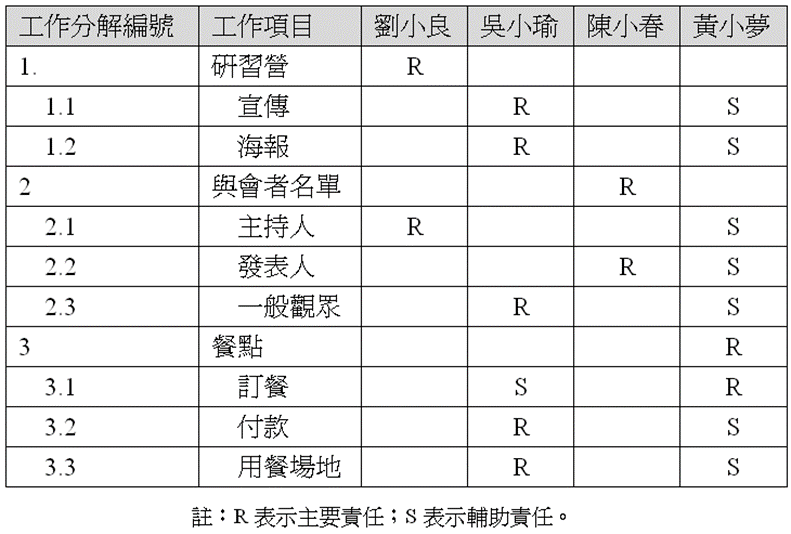 工作分解編號 工作項目 劉小良 吳小瑜 陳小春 黃小夢
1. 研習營 R
1.1 宣傳 R S
1.2 海報 R S
2 與會者名單 R
2.1 主持人 R S
2.2 發表人 R S
2.3 一般觀眾 R S
3 餐點 R
3.1 訂餐 S R
3.2 付款 R S
3.3 用餐場地 R S
註：R 表示主要責任；S 表示輔助責任。